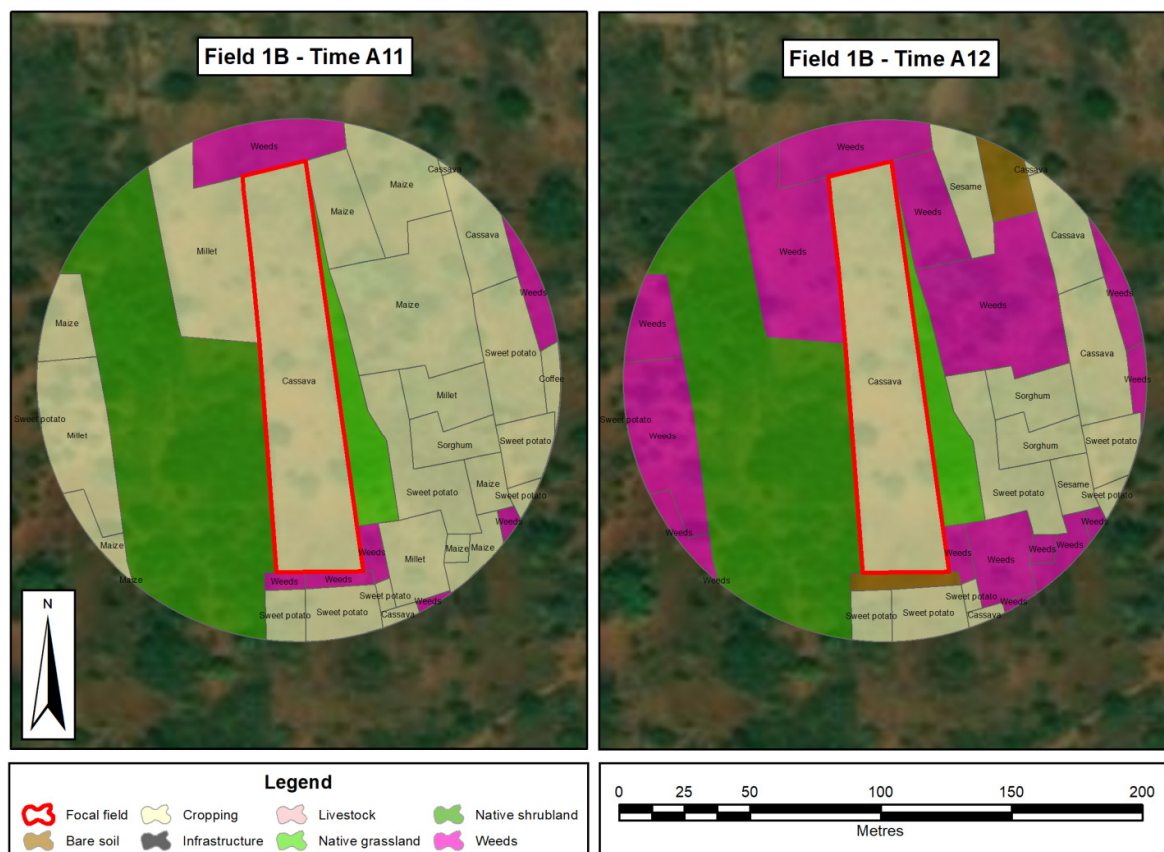 Field 1B - Time A11
Weeds
Cassava
Maize
Maize
Cassava
Millet
Weeds
Maize
Maize
Sweet potato
Coffee
Cassava
Millet
Sweet potato
Millet
Sorghum
Sweet potato
Maize
Sweet potato
Sweet potato
Weeds
Maize
Maize
Maize
Weeds
Millet
Maize
Weeds
Weeds
Sweet potato
Sweet potato
Sweet potato
Weeds
Cassava
N
Field 1B - Time A12
Weeds
Cassava
Sesame
Weeds
Cassava
Weeds
Weeds
Weeds
Weeds
Cassava
Weeds
Cassava
Sorghum
Sweet potato
Weeds
Sorghum
Sweet potato
Sesame
Sweet potato
Sweet potato
Weeds
Weeds
Weeds
Weeds
Weeds
Weeds
Sweet potato
Sweet potato
Sweet potato
Weeds
Cassava
Legend
Focal field
Cropping
Livestock
Native shrubland
Bare soil
Infrastructure
Native grassland
Weeds
0 25 50 100 150 200
Metres